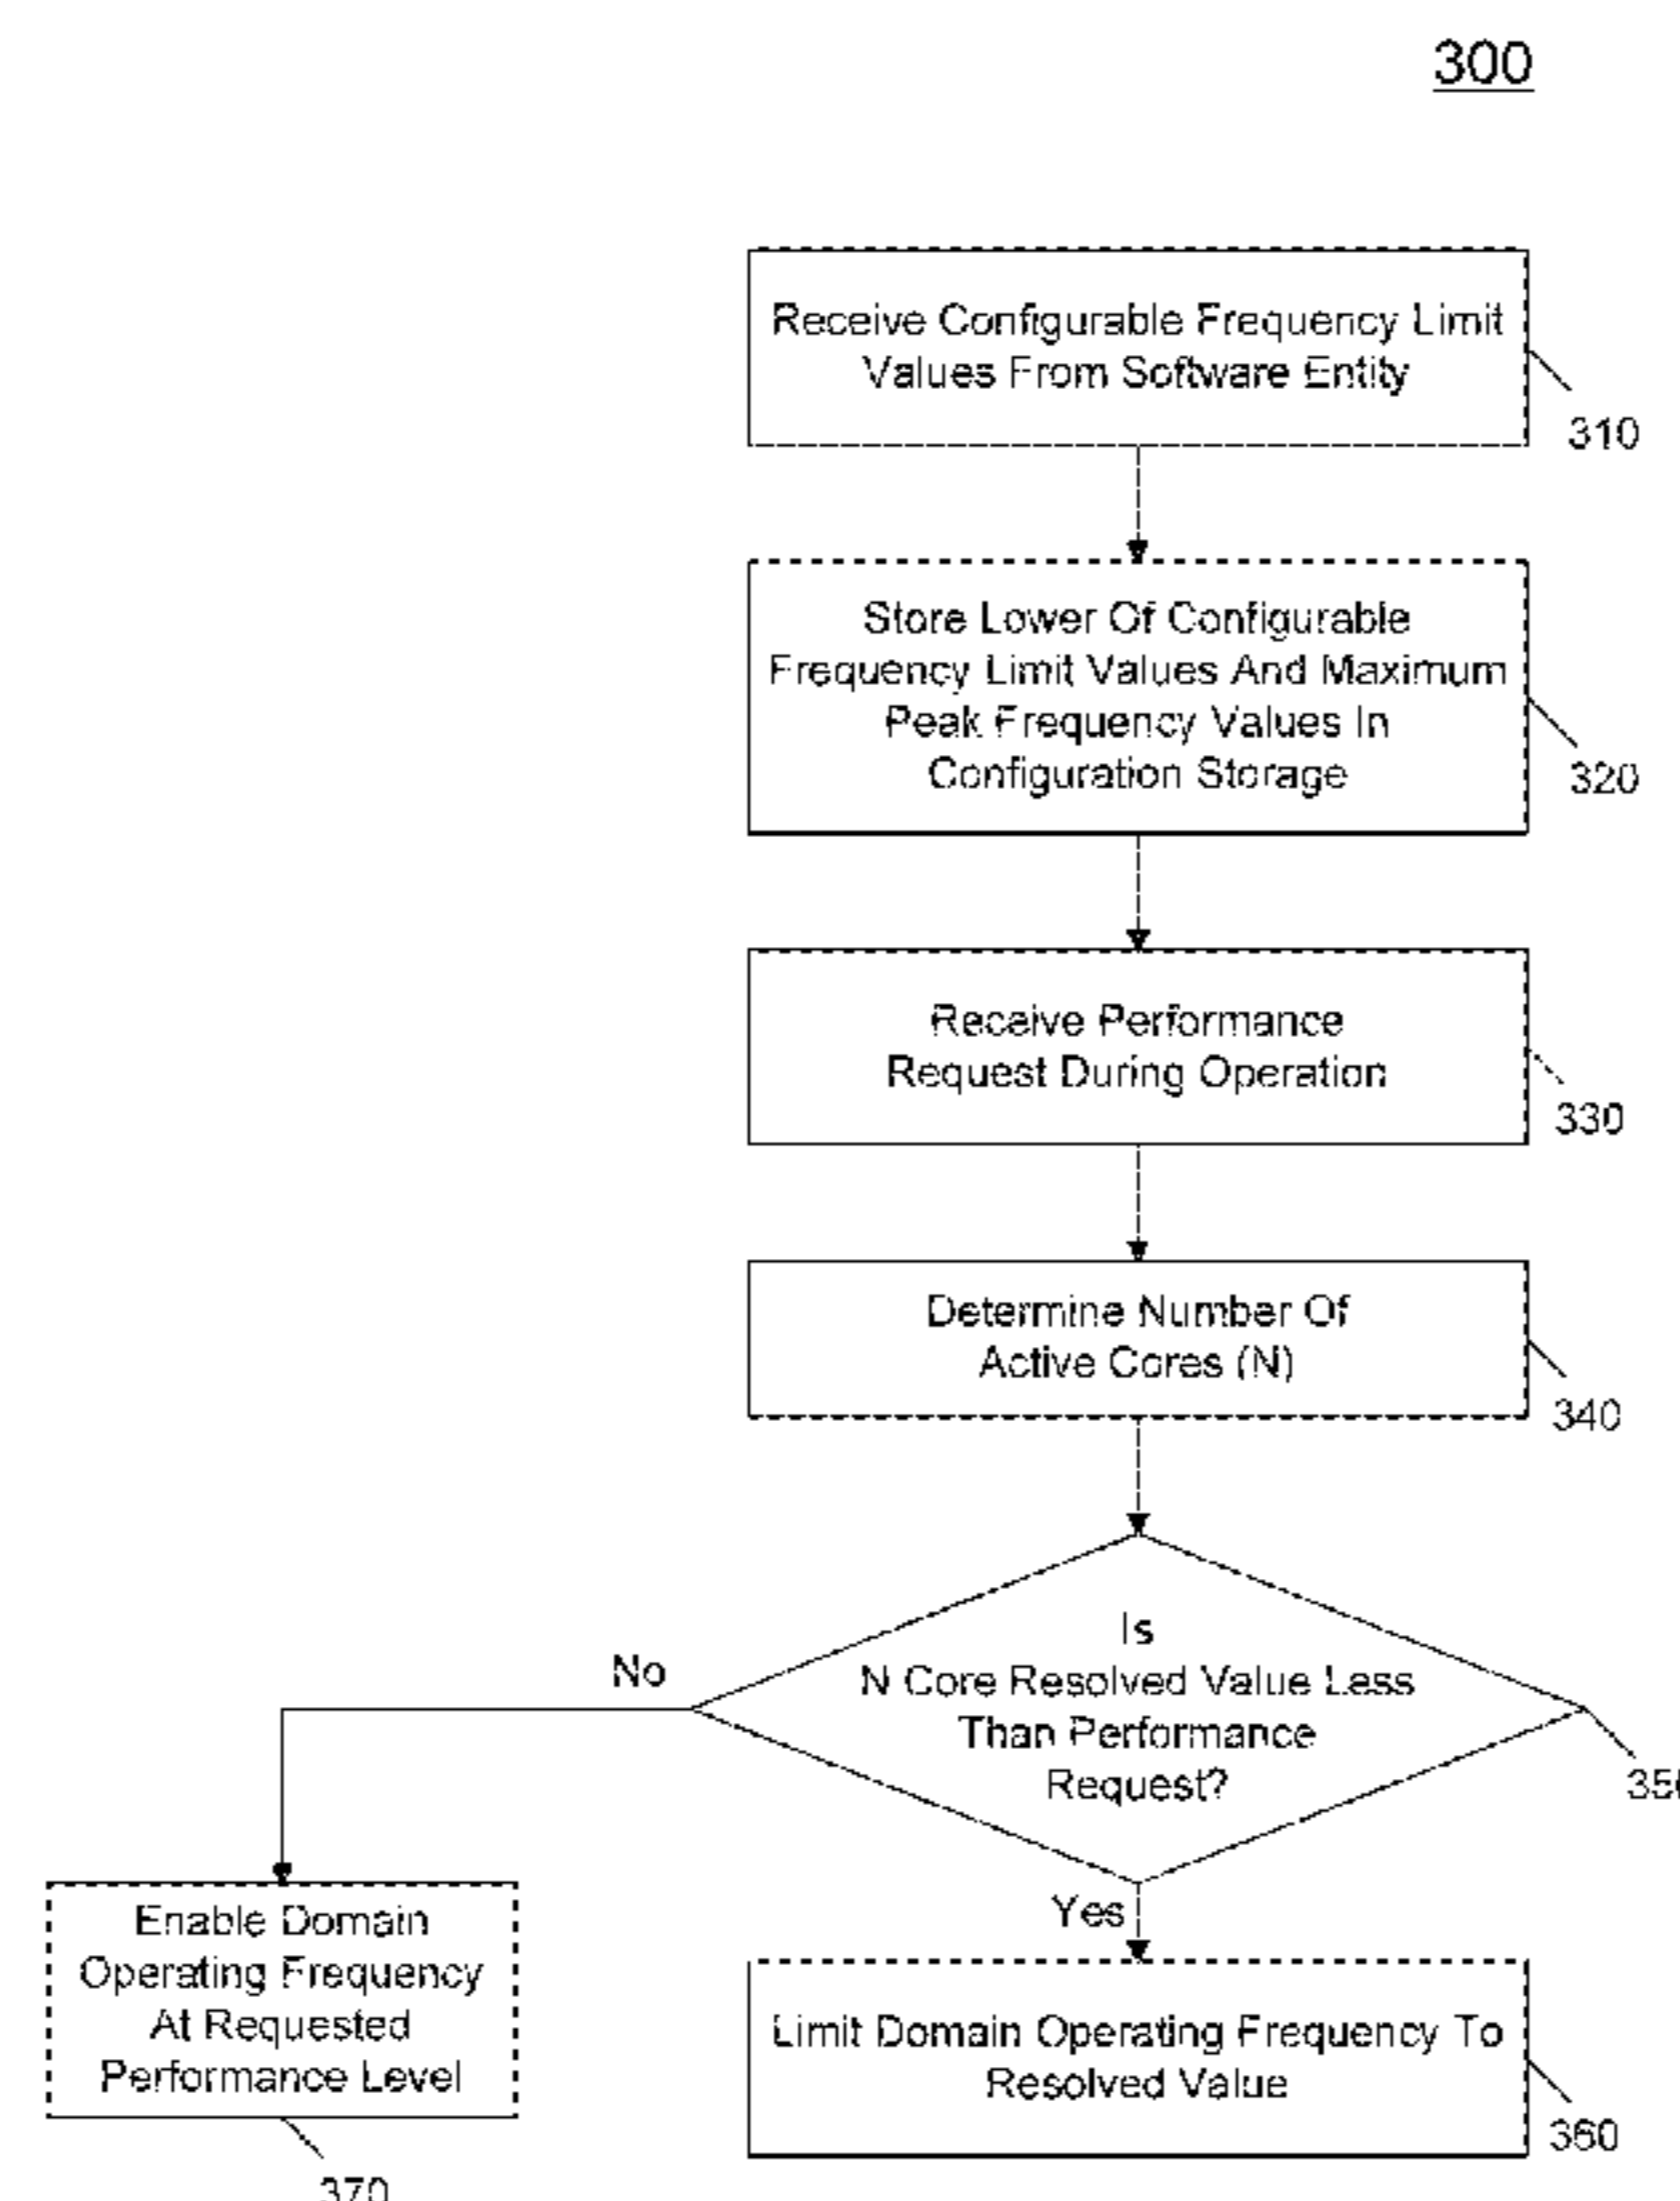 300
Receive Configurable Frequency Limit
Values From Software Entity
310
Store Lower Of Configurable
Frequency Limit Values And Maximum
Peak Frequency Values In
Configuration Storage
320
Receive Performance
Request During Operation
330
Determine Number Of
Active Cores (N)
340
Is
N Core Resolved Value Less
Than Performance
Request?
No
350
Yes
Enable Domain
Operating Frequency
At Requested
Performance Level
370
Limit Domain Operating Frequency To
Resolved Value
360